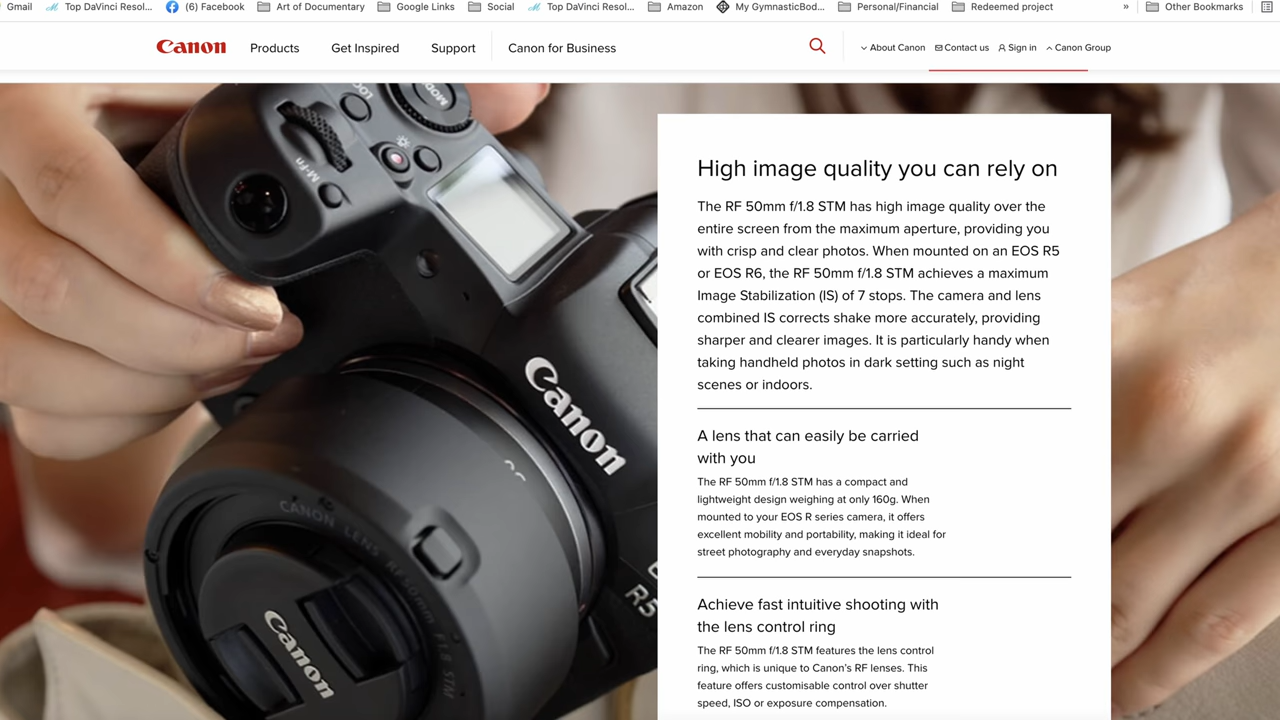 Gmail
Top DaVinci Resol...
(6) Facebook
Art of Documentary
Google Links
Social
Top DaVinci Resol...
Amazon
My GymnasticBod...
Personal/Financial
Redeemed project
»
Other Bookmarks
Canon
Products
Get Inspired
Support
Canon for Business
About Canon
Contact us
Sign in
Canon Group
LOCK
MODE
M-Fn
Canon
R5
CANON LENS RF 50mm F1.8 STM
Canon
High image quality you can rely on
The RF 50mm f/1.8 STM has high image quality over the
entire screen from the maximum aperture, providing you
with crisp and clear photos. When mounted on an EOS R5
or EOS R6, the RF 50mm f/1.8 STM achieves a maximum
Image Stabilization (IS) of 7 stops. The camera and lens
combined IS corrects shake more accurately, providing
sharper and clearer images. It is particularly handy when
taking handheld photos in dark setting such as night
scenes or indoors.
A lens that can easily be carried
with you
The RF 50mm f/1.8 STM has a compact and
lightweight design weighing at only 160g. When
mounted to your EOS R series camera, it offers
excellent mobility and portability, making it ideal for
street photography and everyday snapshots.
Achieve fast intuitive shooting with
the lens control ring
The RF 50mm f/1.8 STM features the lens control
ring, which is unique to Canon's RF lenses. This
feature offers customisable control over shutter
speed, ISO or exposure compensation.